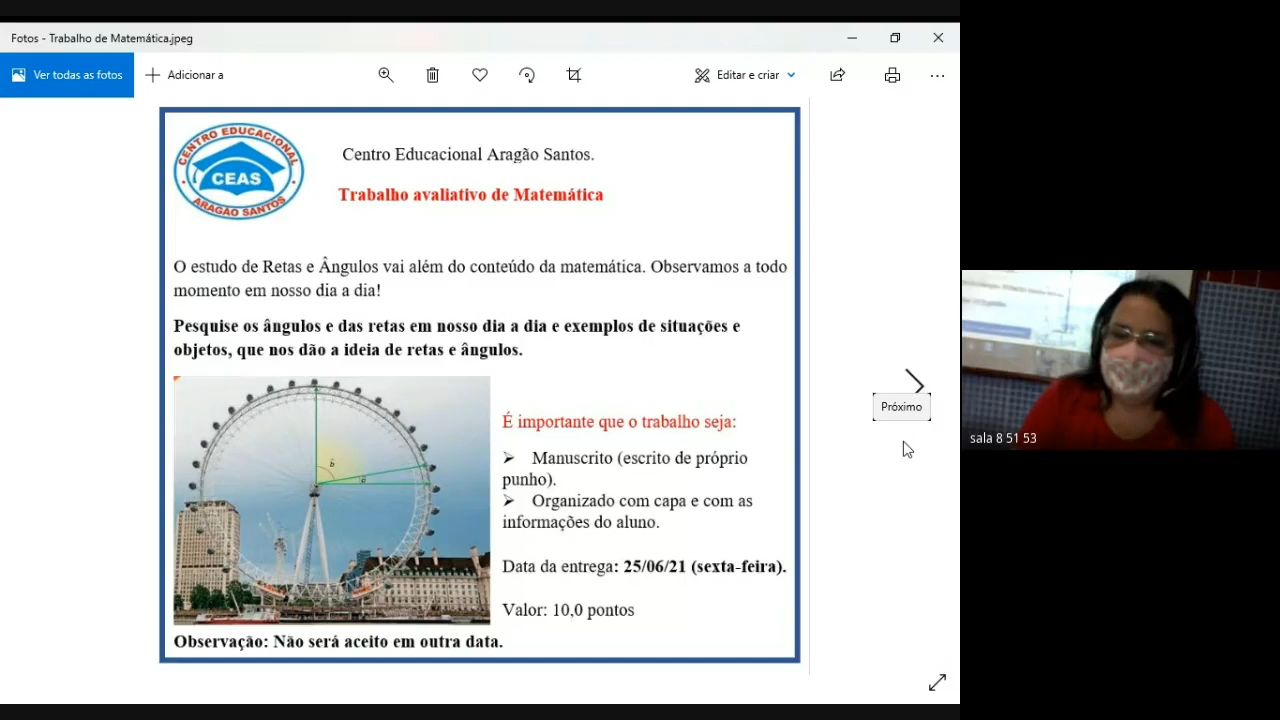 Fotos - Trabalho de Matemática.jpeg
Ver todas as fotos
Adicionar a
Editar e criar
CENTRO EDUCACIONAL
CEAS
ARAGÃO SANTOS
Centro Educacional Aragão Santos.
Trabalho avaliativo de Matemática
O estudo de Retas e Ângulos vai além do conteúdo da matemática. Observamos a todo
momento em nosso dia a dia!
Pesquise os ângulos e das retas em nosso dia a dia e exemplos de situações e
objetos, que nos dão a ideia de retas e ângulos.
É importante que o trabalho seja:
➢ Manuscrito (escrito de próprio
punho).
➢ Organizado com capa e com as
informações do aluno.
Data da entrega: 25/06/21 (sexta-feira).
Valor: 10,0 pontos
Observação: Não será aceito em outra data.
Próximo
sala 8 51 53